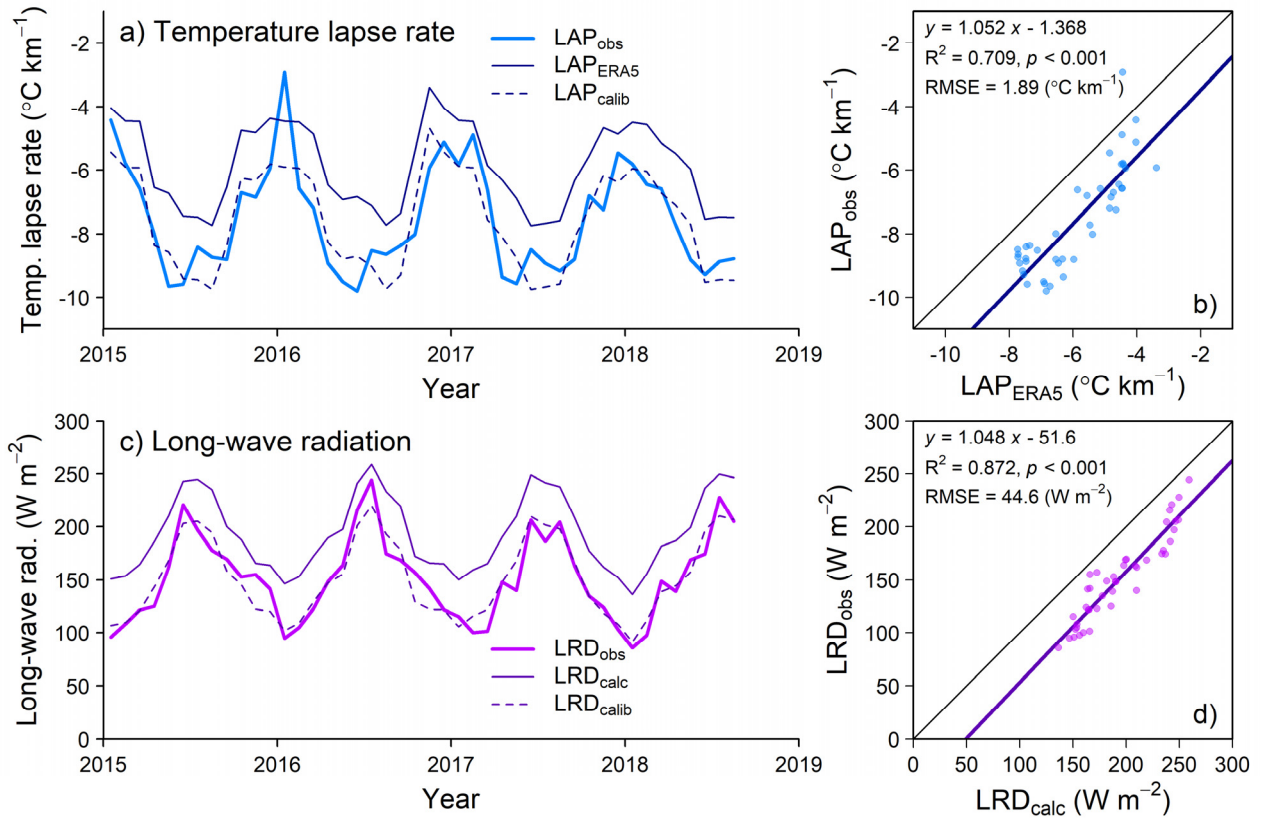 a) Temperature lapse rate
LAPobs
LAPERA5
LAPcalib
Temp. lapse rate (°C km−1)
-2
-4
-6
-8
-10
2015 2016 2017 2018 2019
Year
y = 1.052 x - 1.368
R2 = 0.709, p < 0.001
RMSE = 1.89 (°C km−1)
LAPobs (°C km−1)
-2
-4
-6
-8
-10
b)
-10 -8 -6 -4 -2
LAPERA5 (°C km−1)
c) Long-wave radiation
Long-wave rad. (W m−2)
300
250
200
150
100
50
0
LRDobs
LRDcalc
LRDcalib
2015 2016 2017 2018 2019
Year
y = 1.048 x - 51.6
R2 = 0.872, p < 0.001
RMSE = 44.6 (W m−2)
LRDobs (W m−2)
300
250
200
150
100
50
0
d)
0 50 100 150 200 250 300
LRDcalc (W m−2)